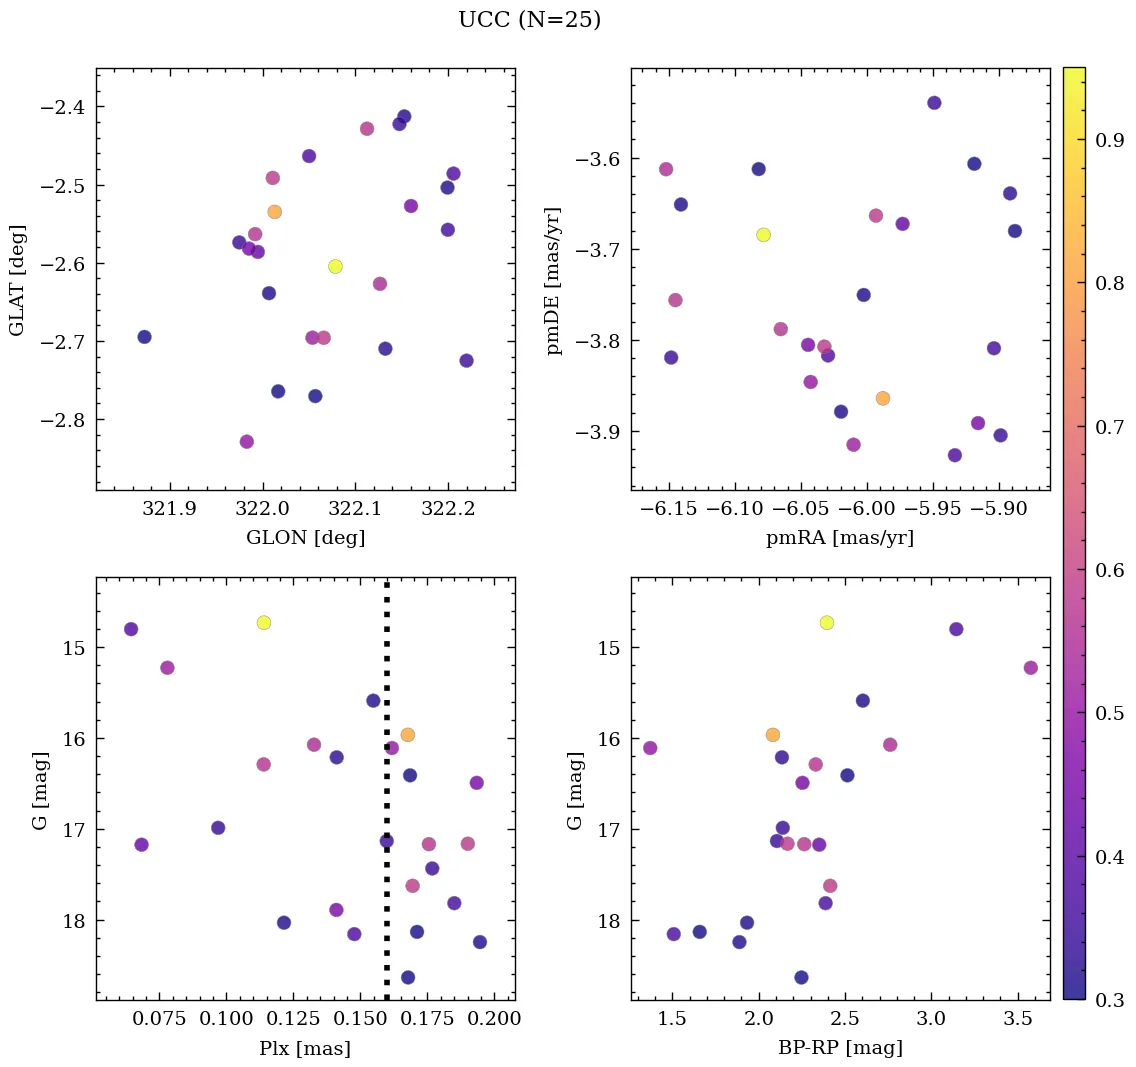 UCC (N=25)
−2.4
−2.5
−2.6
−2.7
−2.8
GLAT [deg]
321.9 322.0 322.1 322.2
GLON [deg]
−3.6
−3.7
−3.8
−3.9
pmDE [mas/yr]
−6.15 −6.10 −6.05 −6.00 −5.95 −5.90
pmRA [mas/yr]
15
16
17
18
G [mag]
0.075 0.100 0.125 0.150 0.175 0.200
Plx [mas]
15
16
17
18
G [mag]
1.5 2.0 2.5 3.0 3.5
BP-RP [mag]
0.9
0.8
0.7
0.6
0.5
0.4
0.3